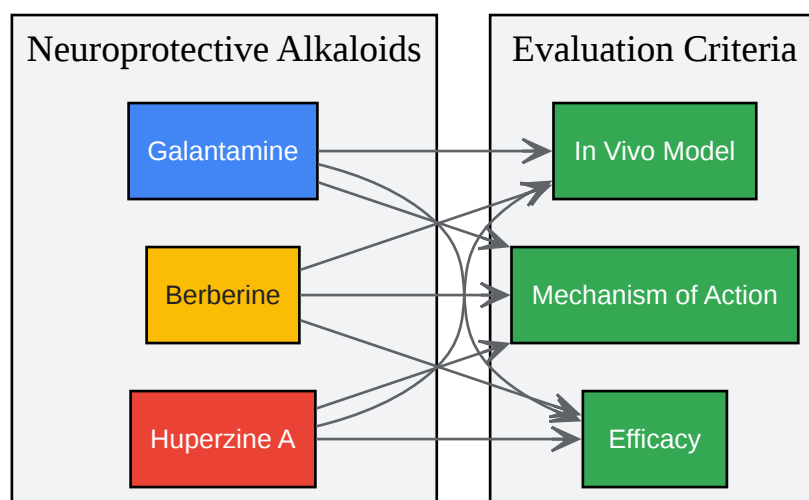 Neuroprotective Alkaloids
Evaluation Criteria
Galantamine
In Vivo Model
Berberine
Mechanism of Action
Huperzine A
Efficacy